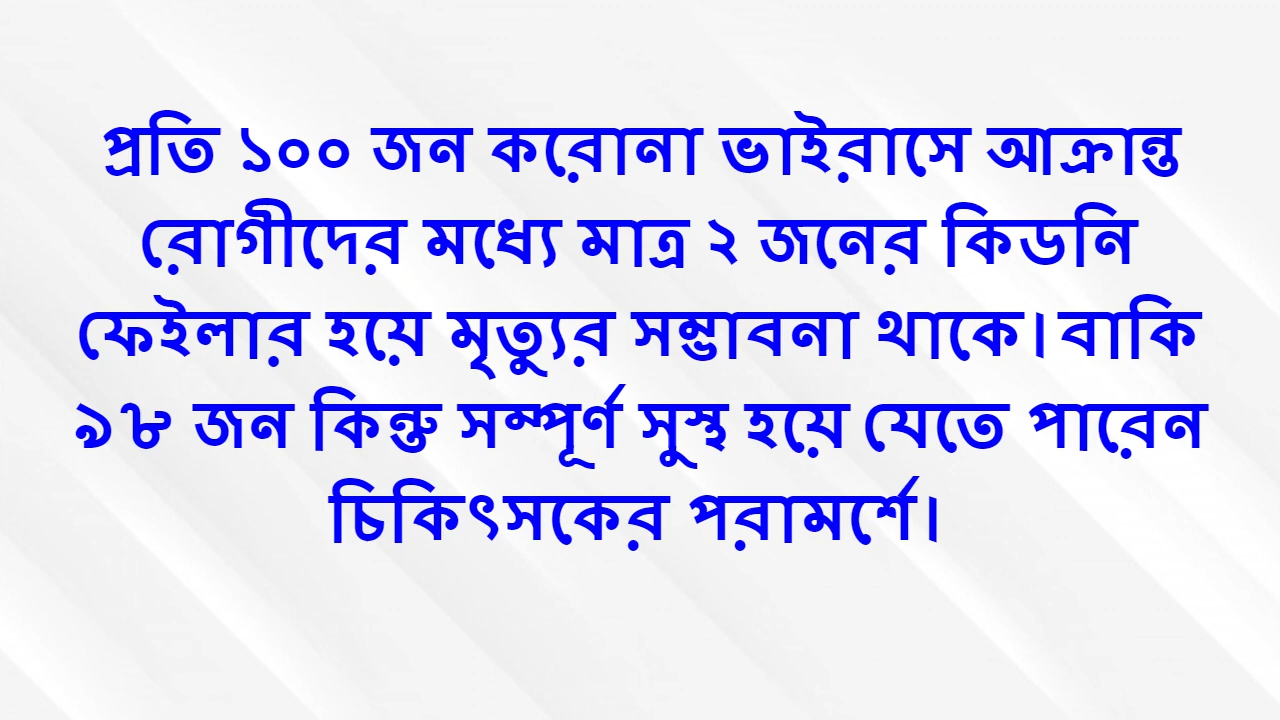 প্রতি ১০০ জন করোনা ভাইরাসে আক্রান্ত
রোগীদের মধ্যে মাত্র ২ জনের কিডনি
ফেইলার হয়ে মৃত্যুর সম্ভাবনা থাকে। বাকি
৯৮ জন কিন্তু সম্পূর্ণ সুস্থ হয়ে যেতে পারেন
চিকিৎসকের পরামর্শে।